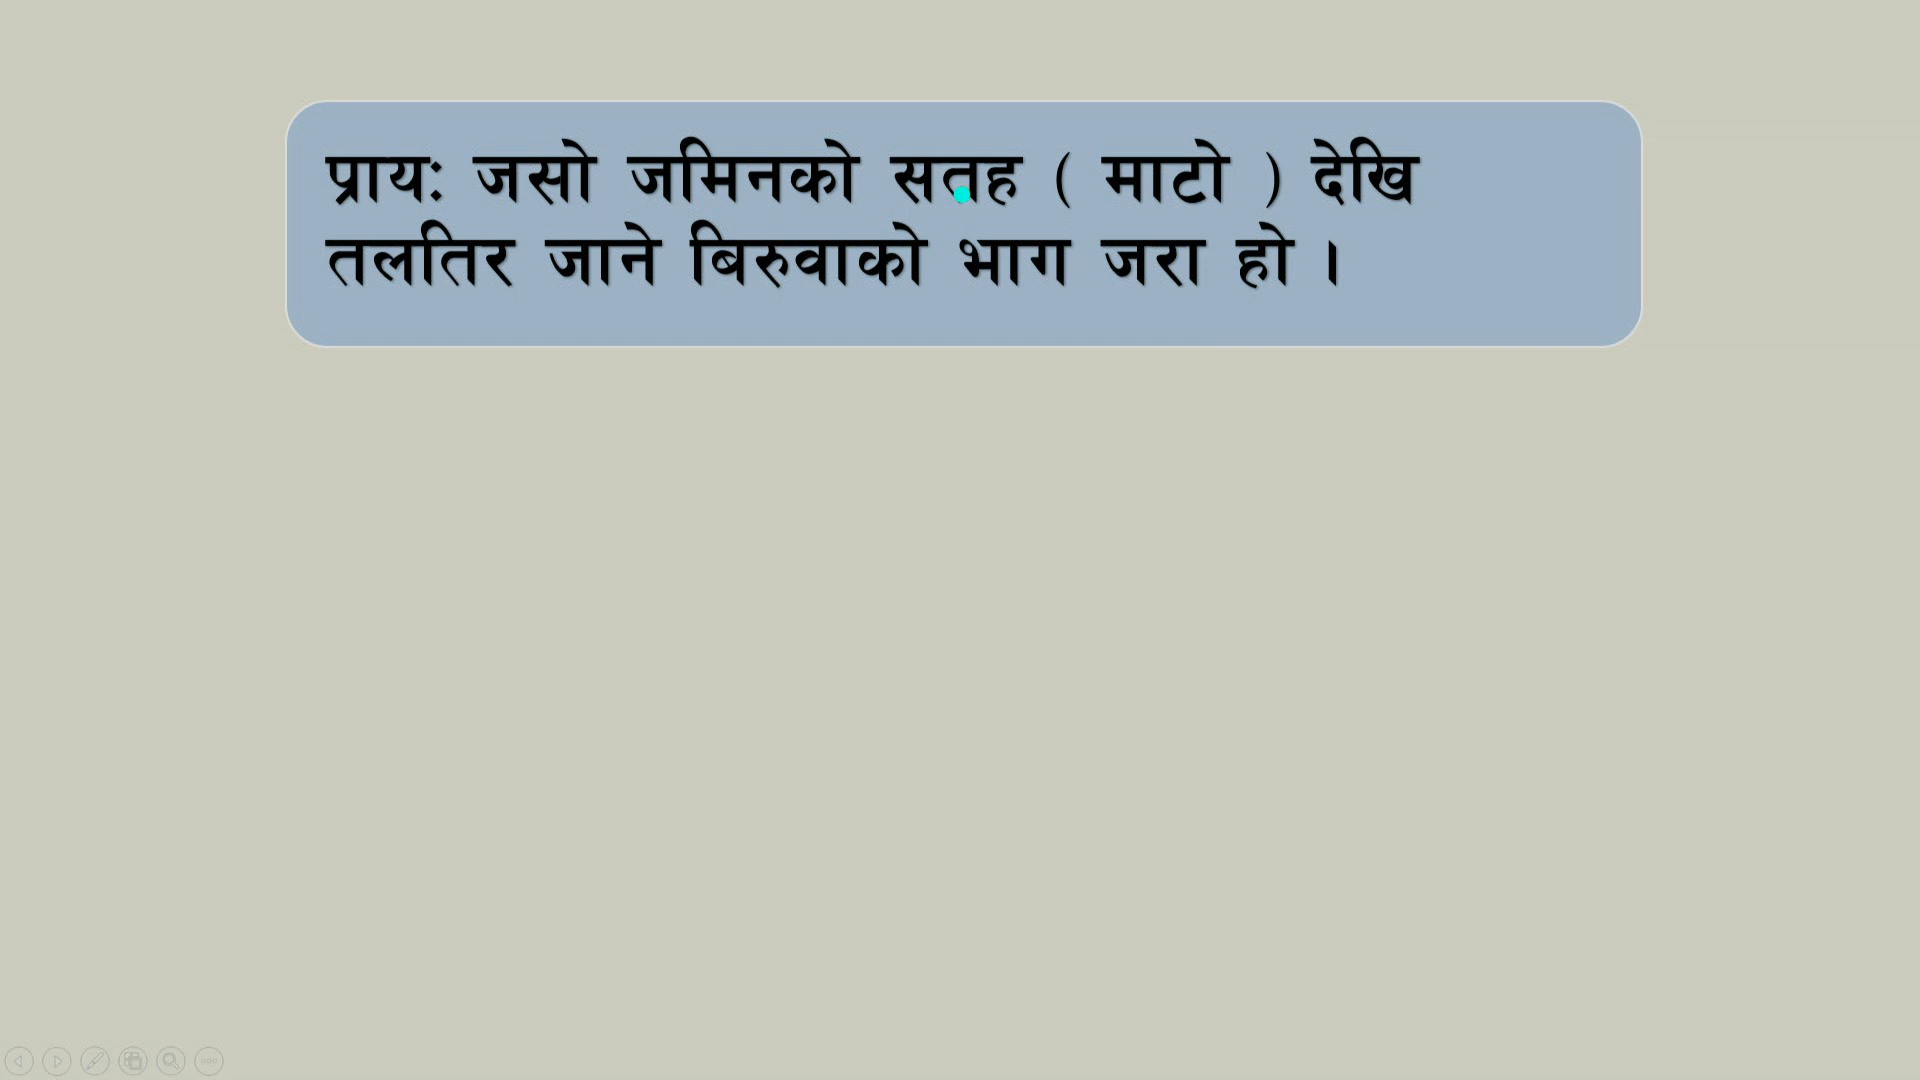 प्रायः जसो जमिनको सतह ( माटो ) देखि
तलतिर जाने बिरुवाको भाग जरा हो ।